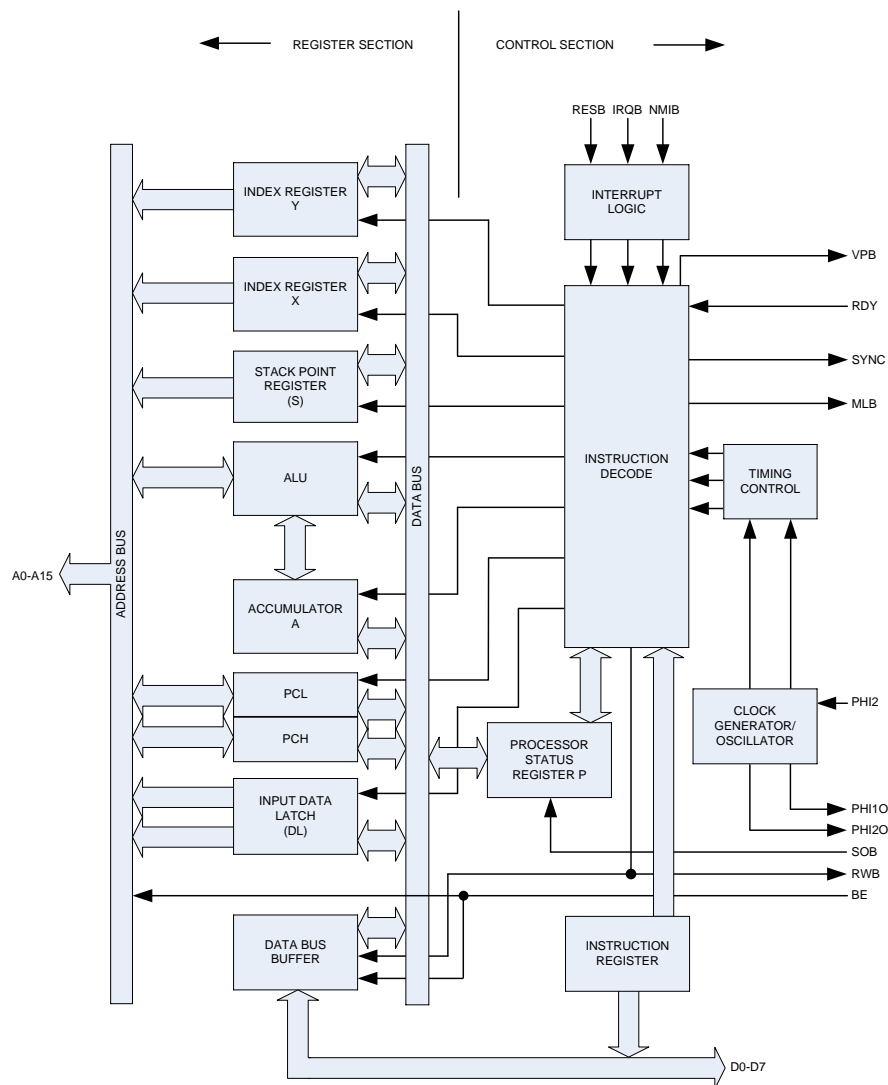 REGISTER SECTION
CONTROL SECTION
RESB
IRQB
NMIB
INTERRUPT
LOGIC
INDEX REGISTER
Y
INDEX REGISTER
X
STACK POINT
REGISTER
(S)
ALU
ACCUMULATOR
A
PCL
PCH
INPUT DATA
LATCH
(DL)
DATA BUS
BUFFER
ADDRESS BUS
DATA BUS
A0-A15
INSTRUCTION
DECODE
TIMING
CONTROL
CLOCK
GENERATOR/
OSCILLATOR
PROCESSOR
STATUS
REGISTER P
INSTRUCTION
REGISTER
VPB
RDY
SYNC
MLB
PHI2
PHI1O
PHI2O
SOB
RWB
BE
D0-D7